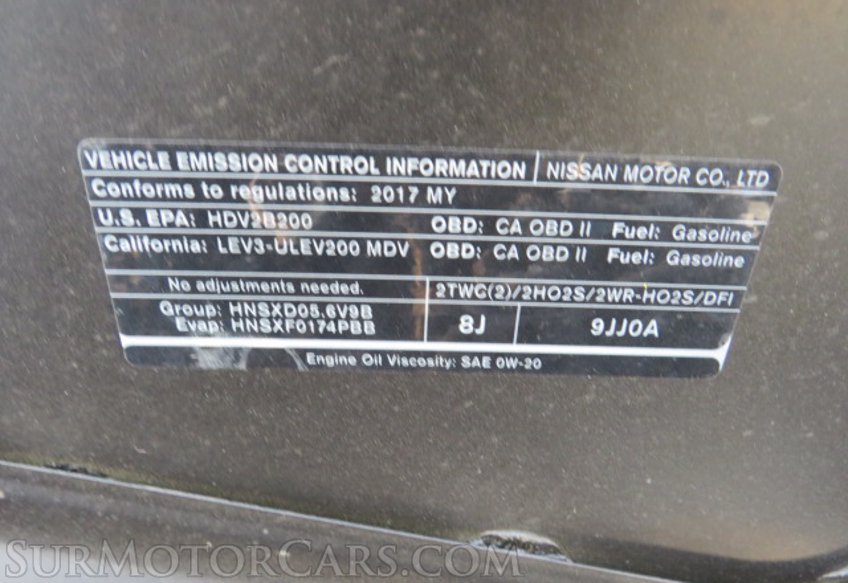 VEHICLE EMISSION CONTROL INFORMATION NISSAN MOTOR CO., LTD
Conforms to regulations: 2017 MY
U.S. EPA: HDV2B200 OBD: CA OBD II Fuel: Gasoline
California: LEV3-ULEV200 MDV OBD: CA OBD II Fuel: Gasoline
No adjustments needed. 2TWC(2)/2HO2S/2WR-HO2S/DFI
Group: HNSXD05.6V9B
Evap: HNSXF0174PBB 8J 9JJ0A
Engine Oil Viscosity: SAE 0W-20
SurMotorCars.com